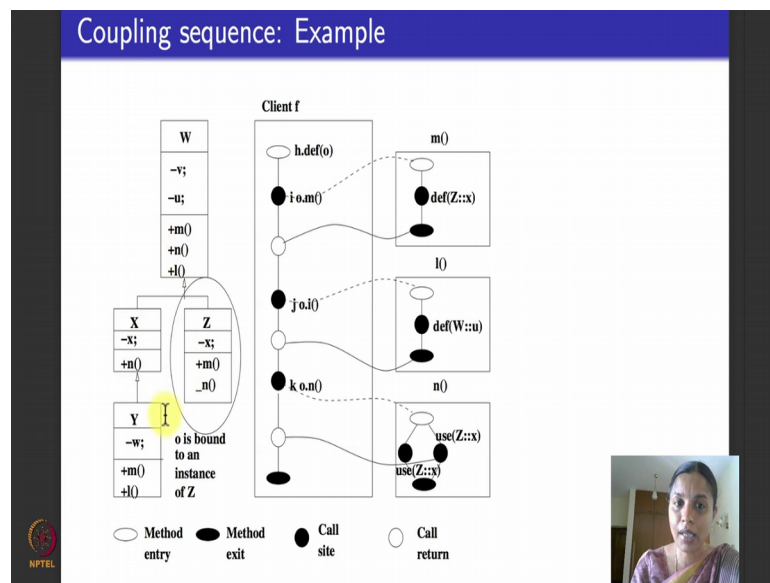 Coupling sequence: Example
Client f
W
−v;
−u;
+m()
+n()
+l()
X
−x;
+n()
Z
−x;
+m()
_n()
Y
−w;
+m()
+l()
o is bound
to an
instance
of Z
h.def(o)
i o.m()
j o.i()
k o.n()
m()
def(Z::x)
l()
def(W::u)
n()
use(Z::x)
use(Z::x)
Method
entry
Method
exit
Call
site
Call
return
NPTEL